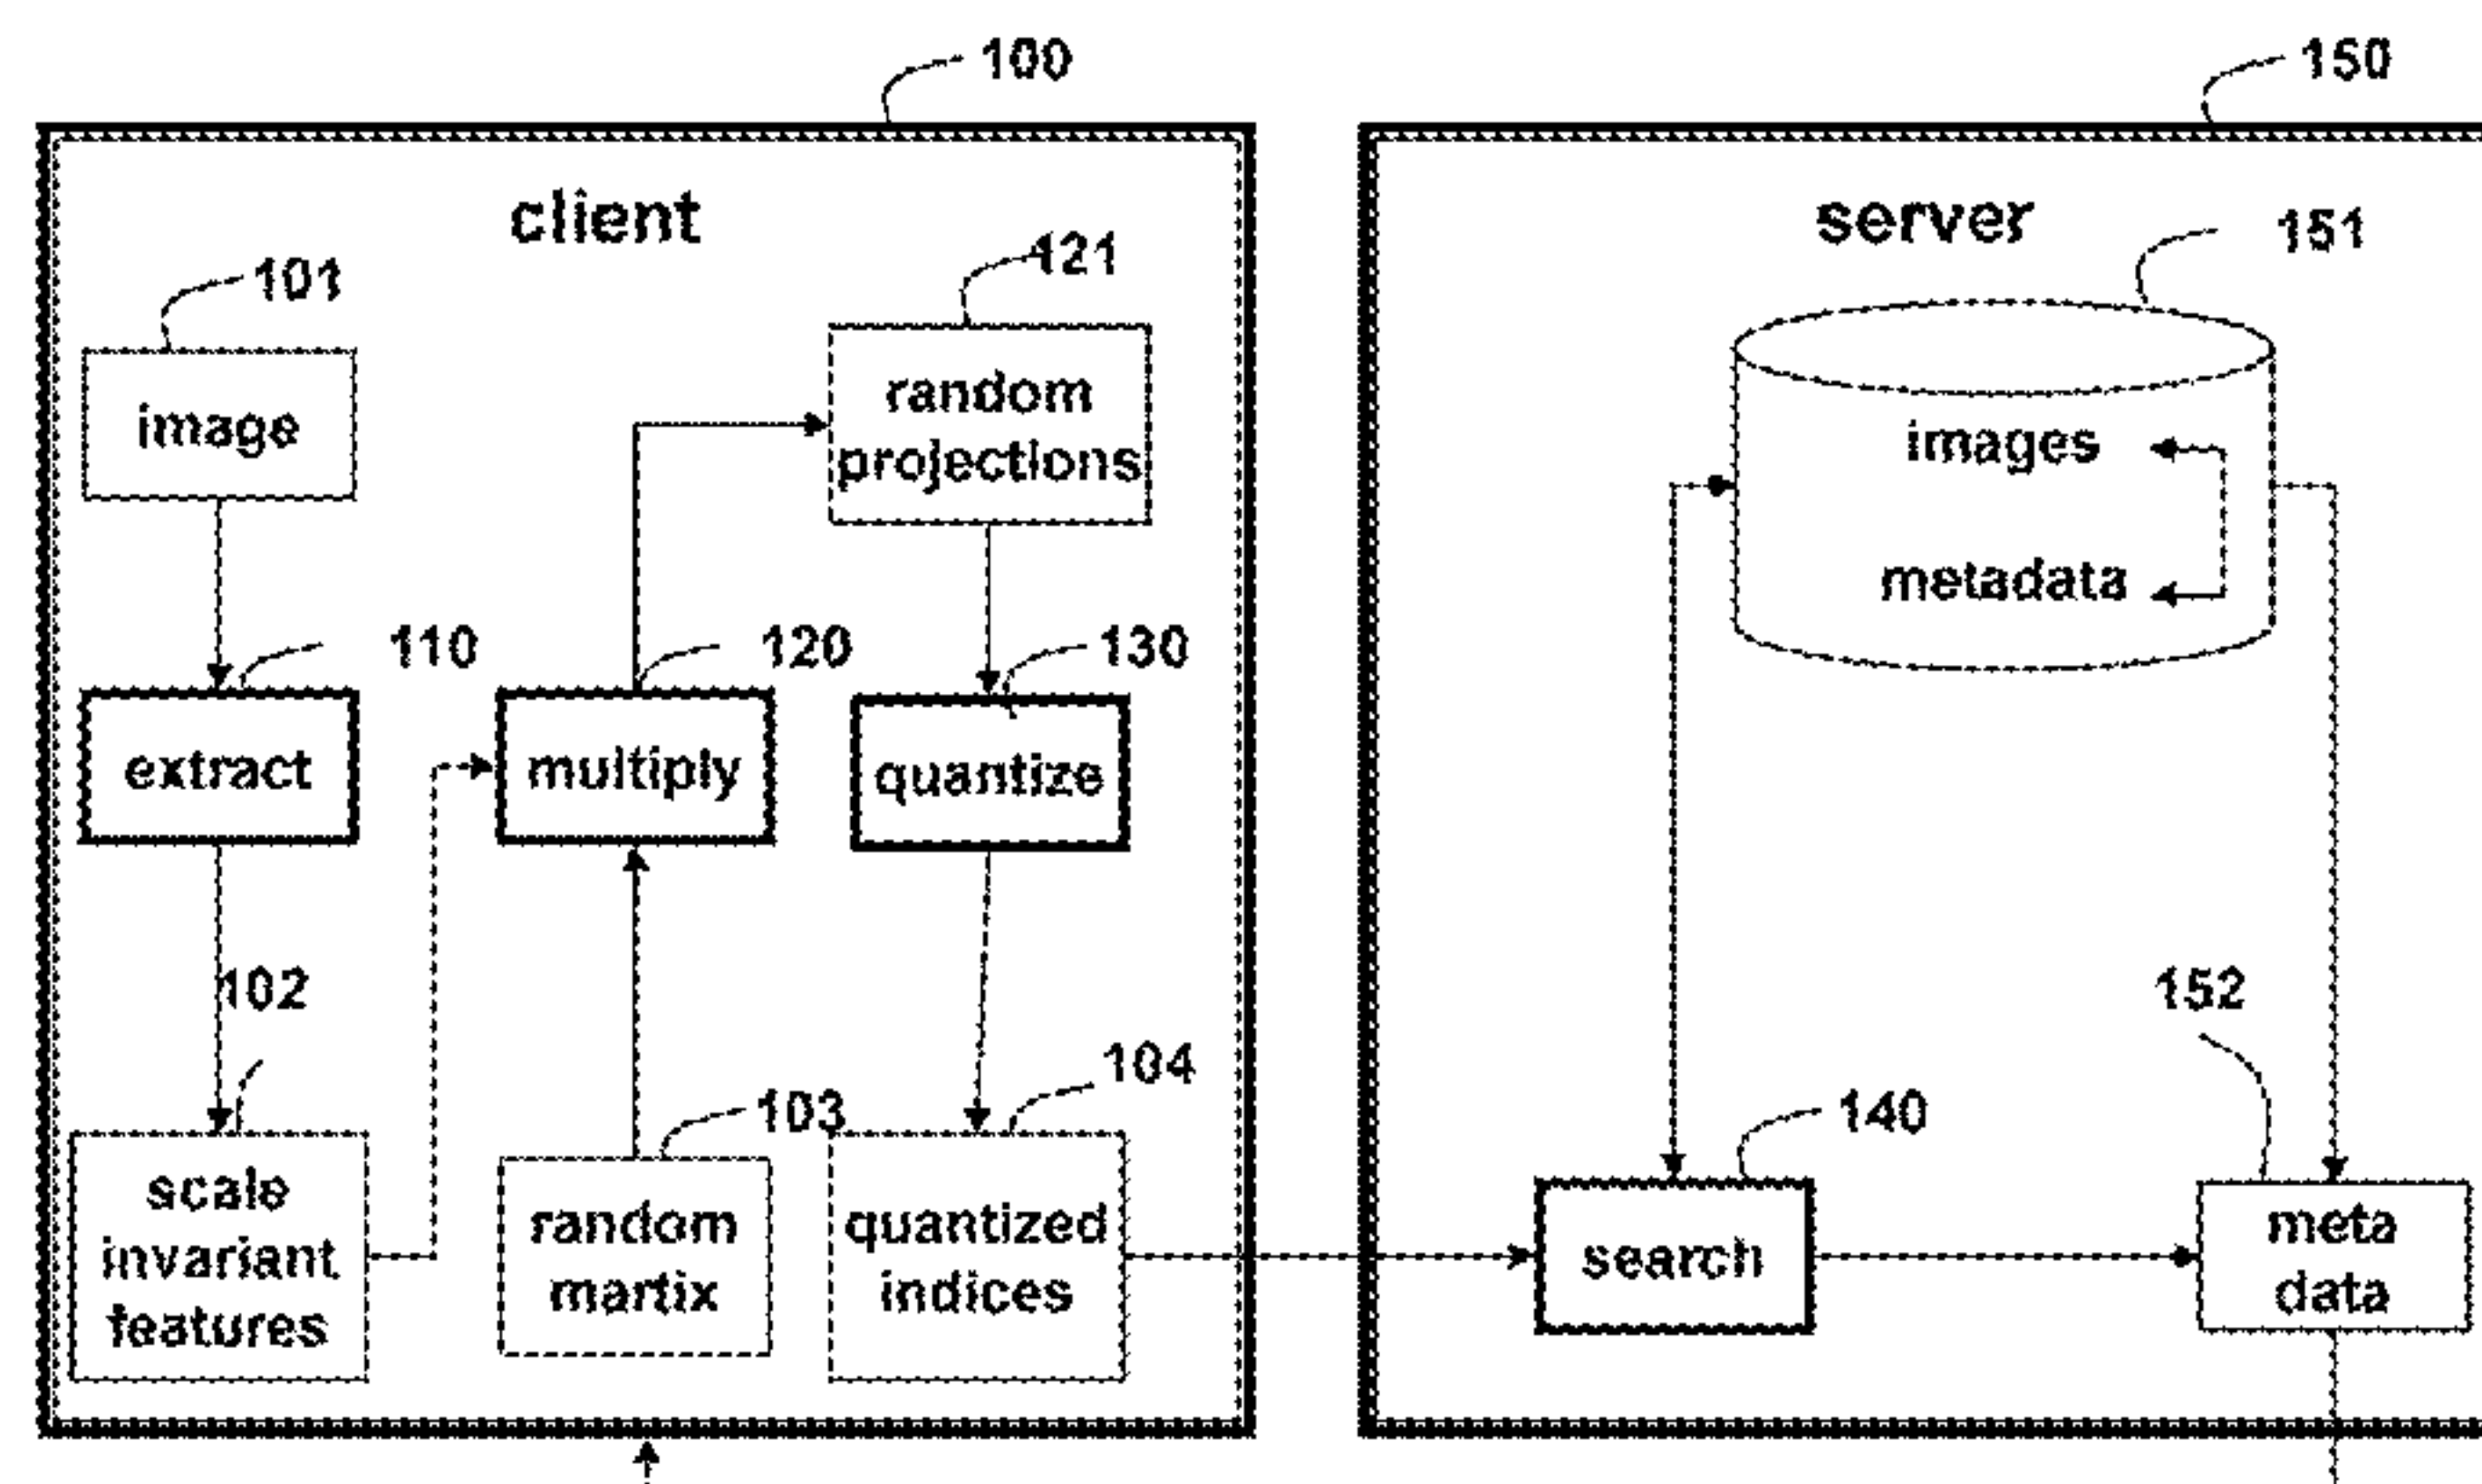 100
150
client
server
101
121
151
image
random
projections
images
metadata
110
120
130
extract
multiply
quantize
102
152
103
104
140
scale
invariant
features
random
martix
quantized
indices
search
meta
data